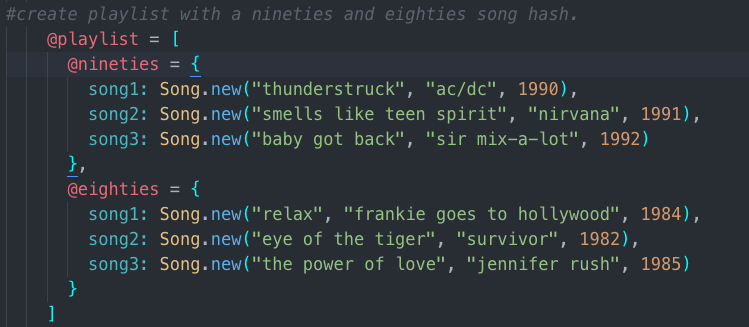 #create playlist with a nineties and eighties song hash.
@playlist = [
@nineties = {
song1: Song.new("thunderstruck", "ac/dc", 1990),
song2: Song.new("smells like teen spirit", "nirvana", 1991),
song3: Song.new("baby got back", "sir mix-a-lot", 1992)
},
@eighties = {
song1: Song.new("relax", "frankie goes to hollywood", 1984),
song2: Song.new("eye of the tiger", "survivor", 1982),
song3: Song.new("the power of love", "jennifer rush", 1985)
}
]